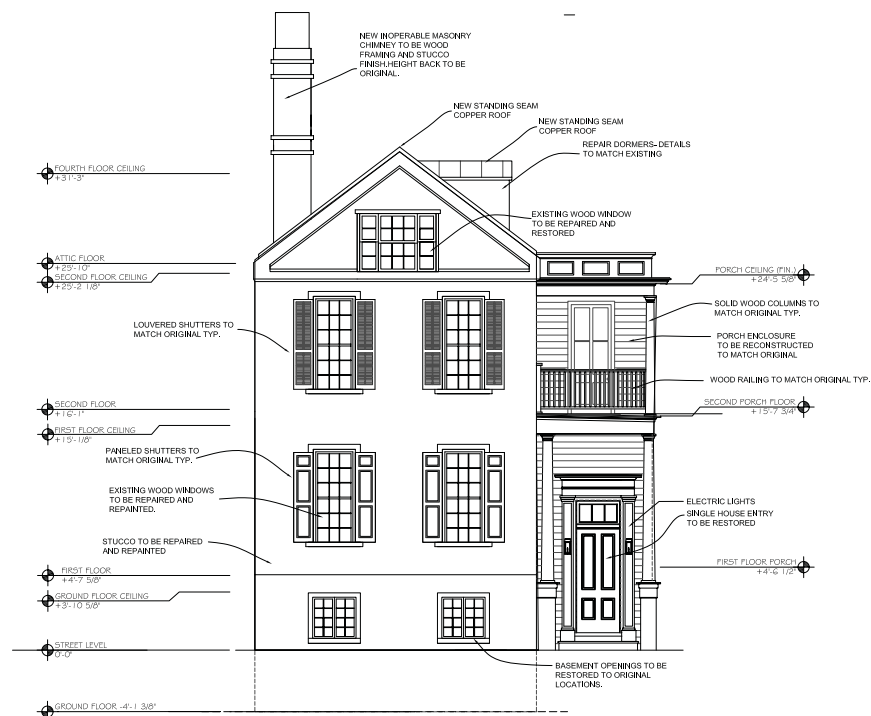 NEW INOPERABLE MASONRY
CHIMNEY TO BE WOOD
FRAMING AND STUCCO
FINISH.HEIGHT BACK TO BE
ORIGINAL.
NEW STANDING SEAM
COPPER ROOF
NEW STANDING SEAM
COPPER ROOF
REPAIR DORMERS-DETAILS
TO MATCH EXISTING
FOURTH FLOOR CEILING
+31'-3"
EXISTING WOOD WINDOW
TO BE REPAIRED AND
RESTORED
ATTIC FLOOR
+25'-10"
SECOND FLOOR CEILING
+25'-2 1/8"
PORCH CEILING (FIN.)
+24'-5 5/8"
SOLID WOOD COLUMNS TO
MATCH ORIGINAL TYP.
LOUVERED SHUTTERS TO
MATCH ORIGINAL TYP.
PORCH ENCLOSURE
TO BE RECONSTRUCTED
TO MATCH ORIGINAL
WOOD RAILING TO MATCH ORIGINAL TYP.
SECOND FLOOR
+16'-1"
SECOND PORCH FLOOR
+15'-7 3/4"
FIRST FLOOR CEILING
+15'-1/8"
PANELED SHUTTERS TO
MATCH ORIGINAL TYP.
EXISTING WOOD WINDOWS
TO BE REPAIRED AND
REPAINTED.
ELECTRIC LIGHTS
SINGLE HOUSE ENTRY
TO BE RESTORED
STUCCO TO BE REPAIRED
AND REPAINTED
FIRST FLOOR
+4'-7 5/8"
FIRST FLOOR PORCH
+4'-6 1/2"
GROUND FLOOR CEILING
+3'-10 5/8"
STREET LEVEL
0'-0"
BASEMENT OPENINGS TO BE
RESTORED TO ORIGINAL
LOCATIONS.
GROUND FLOOR -4'-1 3/8"